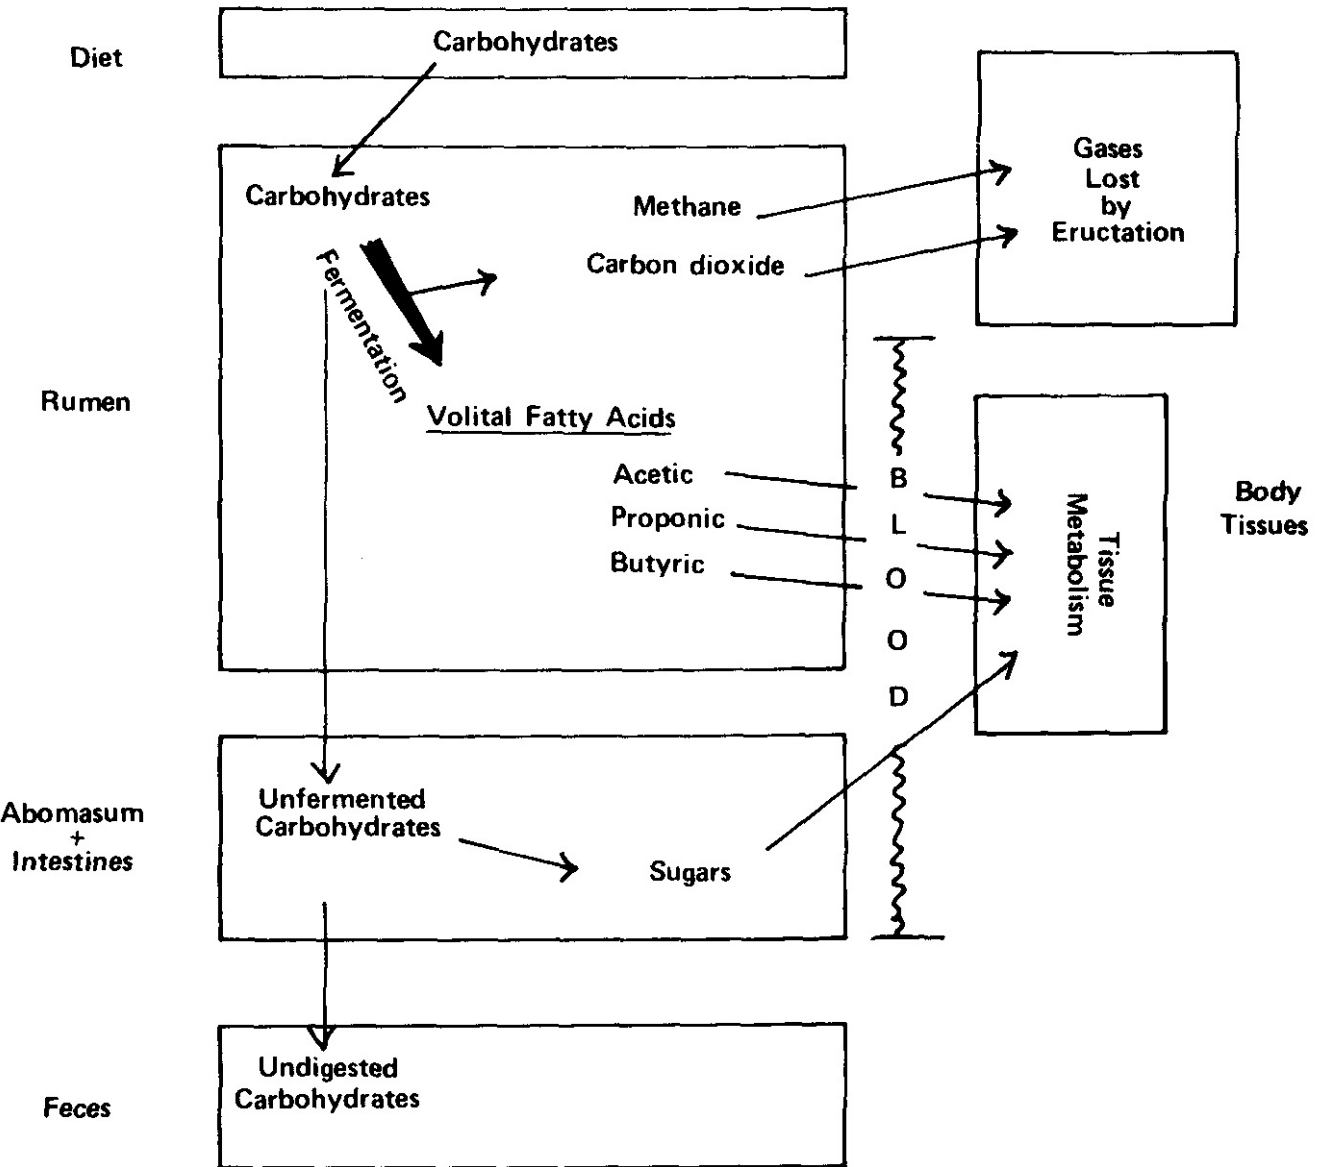 Diet
Carbohydrates
Rumen
Carbohydrates
Fermentation
Methane
Carbon dioxide
Gases
Lost
by
Eructation
Volital Fatty Acids
Acetic
Proponic
Butyric
B
L
O
O
D
Tissue
Metabolism
Body
Tissues
Abomasum
+
Intestines
Unfermented
Carbohydrates
Sugars
Feces
Undigested
Carbohydrates